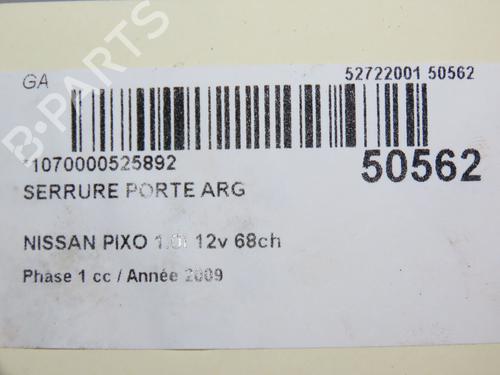 GA
52722001 50562
*1070000525892
50562
SERRURE PORTE ARG
NISSAN PIXO 1.0i 12v 68ch
Phase 1 cc / Année 2009
B-PARTS